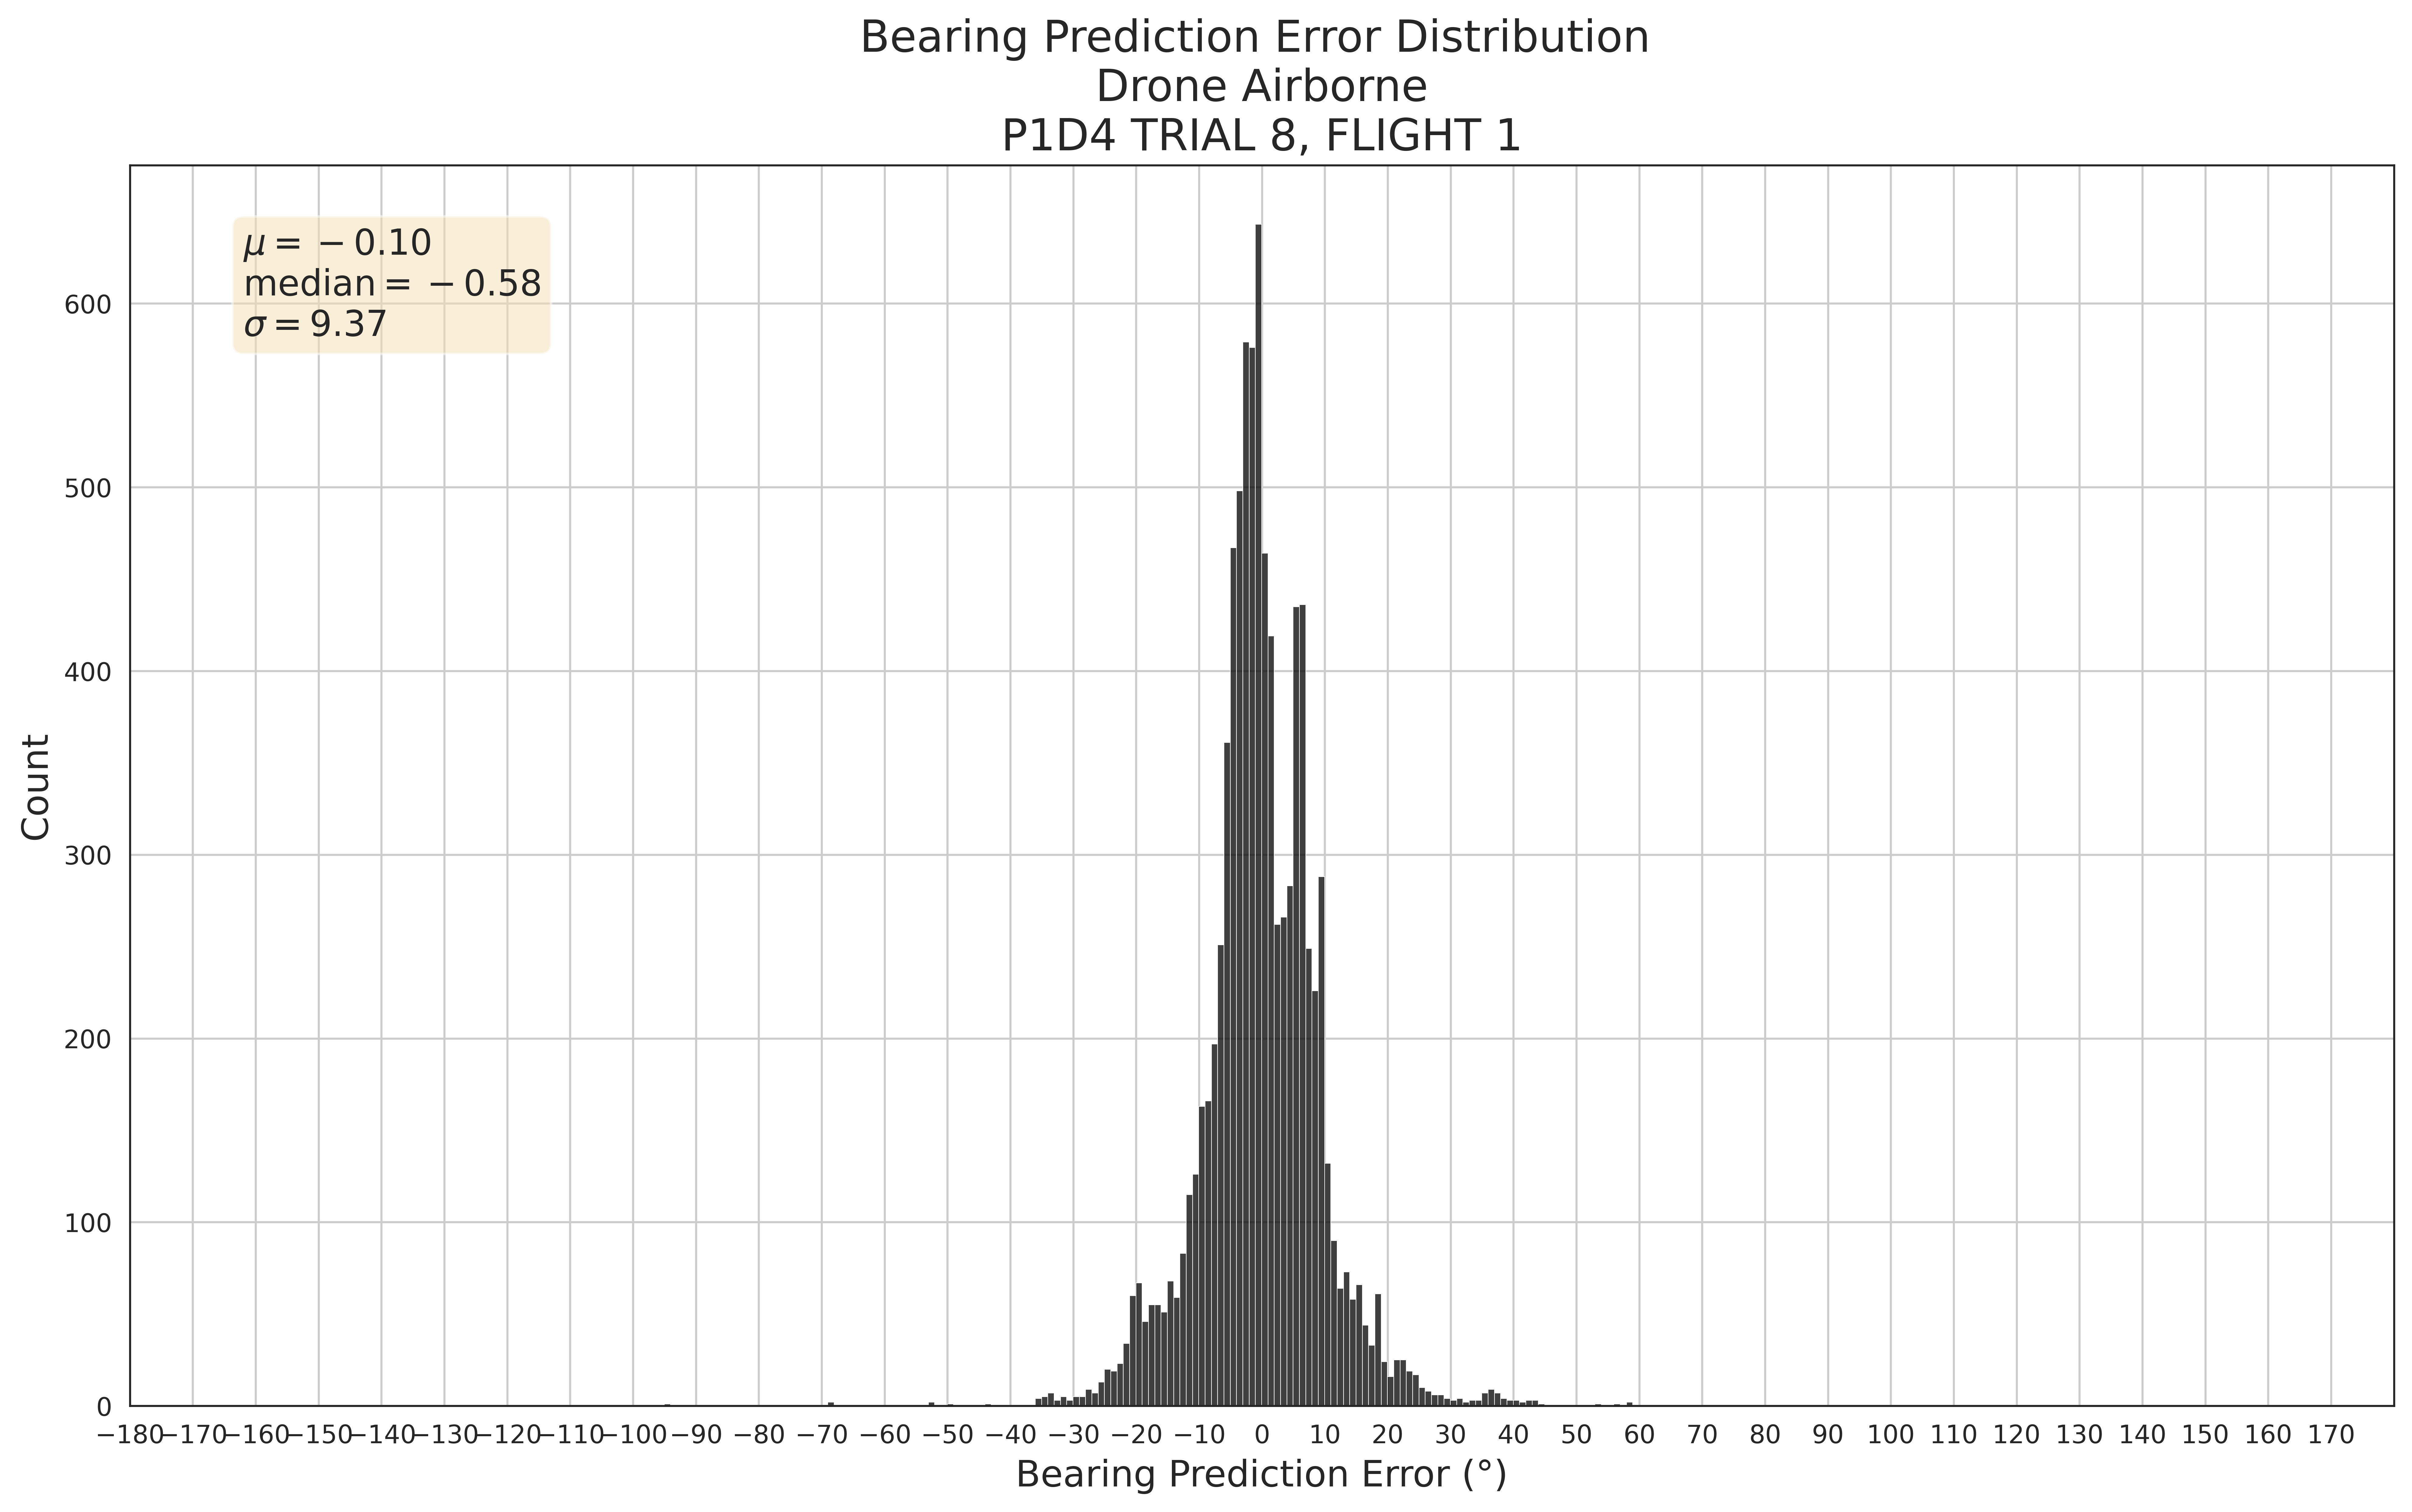 Bearing Prediction Error Distribution
Drone Airborne
P1D4 TRIAL 8, FLIGHT 1
μ = −0.10
median = −0.58
σ = 9.37
600
500
400
300
200
100
0
Count
−180 −170 −160 −150 −140 −130 −120 −110 −100 −90 −80 −70 −60 −50 −40 −30 −20 −10 0 10 20 30 40 50 60 70 80 90 100 110 120 130 140 150 160 170
Bearing Prediction Error (°)